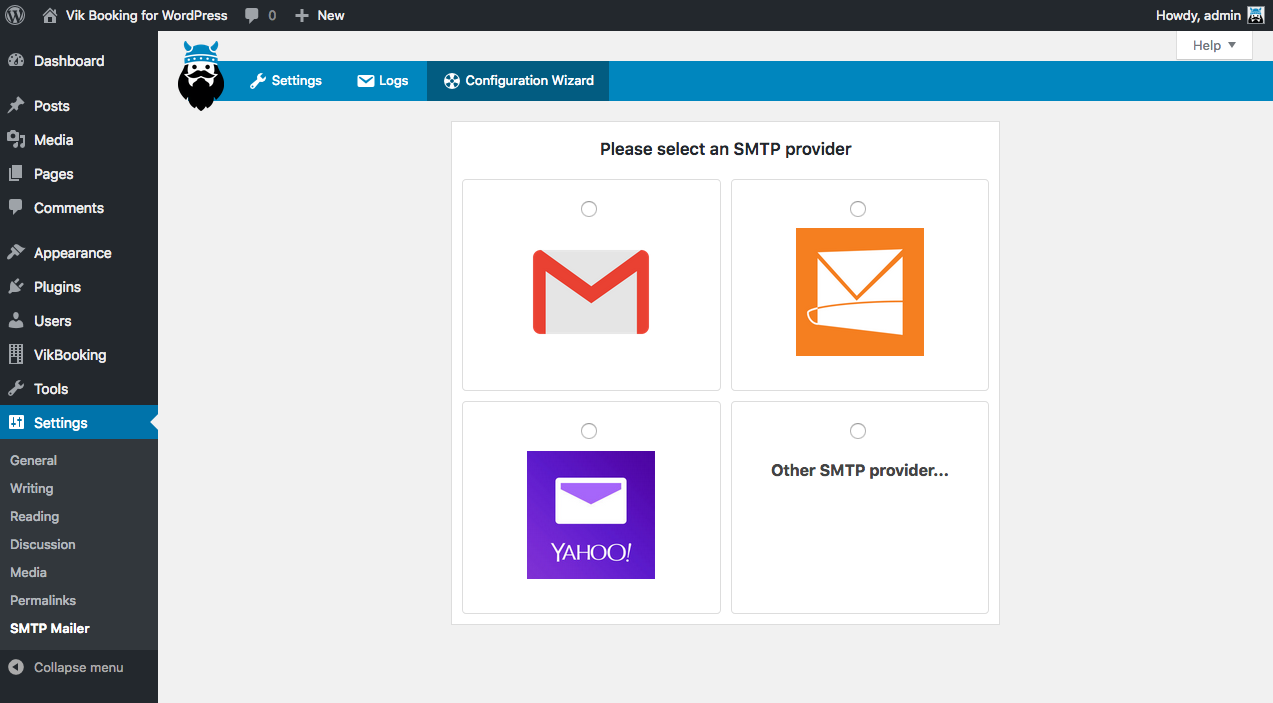 Vik Booking for WordPress 0 New Howdy, admin
Help
Settings Logs Configuration Wizard
Dashboard
Posts
Media
Pages
Comments
Appearance
Plugins
Users
VikBooking
Tools
Settings
General
Writing
Reading
Discussion
Media
Permalinks
SMTP Mailer
Collapse menu
Please select an SMTP provider
YAHOO!
Other SMTP provider...